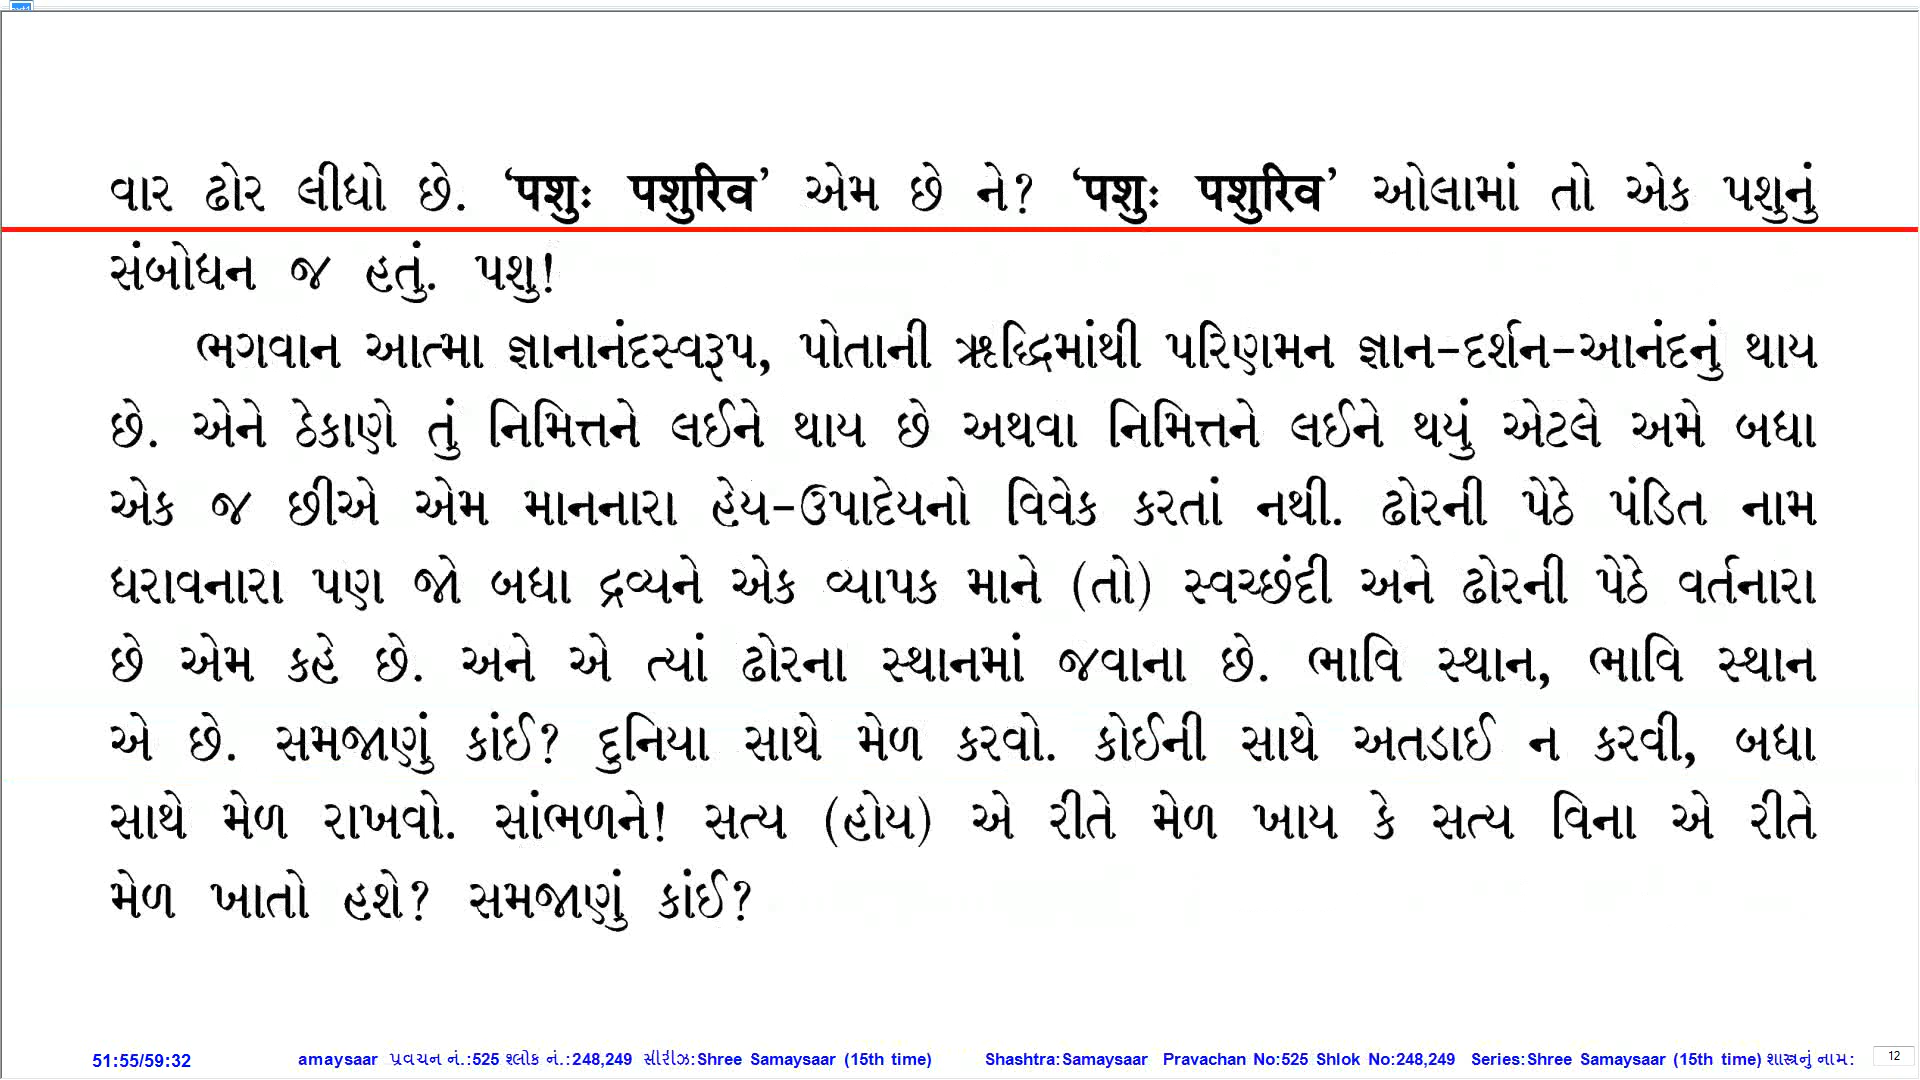 વાર ઢોર લીધો છે. ‘पशुः पशुरिव’ એમ છે ને? ‘पशुः पशुरिव’ ઓલામાં તો એક પશુનું
સંબોધન જ હતું. પશુ!
ભગવાન આત્મા જ્ઞાનાનંદસ્વરૂપ, પોતાની ઋદ્ધિમાંથી પરિણમન જ્ઞાન-દર્શન-આનંદનું થાય
છે. એને ઠેકાણે તું નિમિત્તને લઈને થાય છે અથવા નિમિત્તને લઈને થયું એટલે અમે બધા
એક જ છીએ એમ માનનારા હેય-ઉપાદેયનો વિવેક કરતાં નથી. ઢોરની પેઠે પંડિત નામ
ધરાવનારા પણ જો બધા દ્રવ્યને એક વ્યાપક માને (તો) સ્વચ્છંદી અને ઢોરની પેઠે વર્તનારા
છે એમ કહે છે. અને એ ત્યાં ઢોરના સ્થાનમાં જવાના છે. ભાવિ સ્થાન, ભાવિ સ્થાન
એ છે. સમજાણું કાંઈ? દુનિયા સાથે મેળ કરવો. કોઈની સાથે અતડાઈ ન કરવી, બધા
સાથે મેળ રાખવો. સાંભળને! સત્ય (હોય) એ રીતે મેળ ખાય કે સત્ય વિના એ રીતે
મેળ ખાતો હશે? સમજાણું કાંઈ?
51:55/59:32 amaysaar પ્રવચન નં.:525 શ્લોક નં.:248,249 સીરીઝ:Shree Samaysaar (15th time) Shashtra:Samaysaar Pravachan No:525 Shlok No:248,249 Series:Shree Samaysaar (15th time) શાસ્ત્રનું નામ: 12